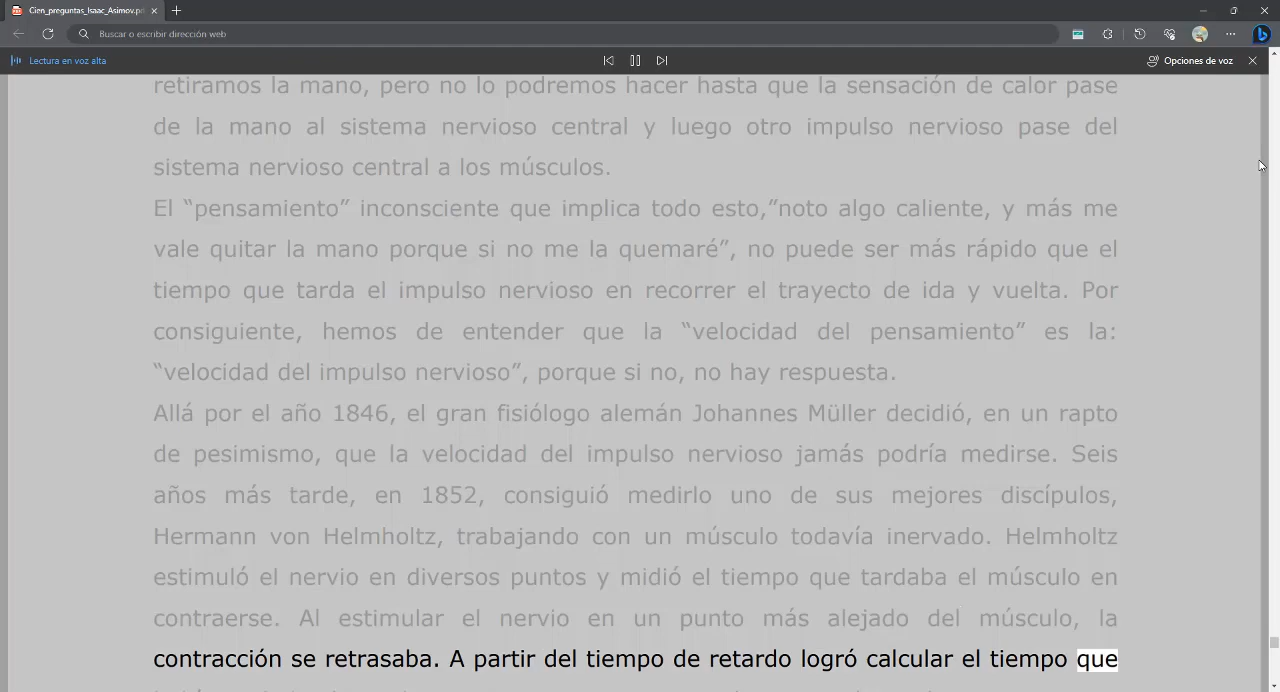 Cien_preguntas_Isaac_Asimov.pd
Buscar o escribir dirección web
Lectura en voz alta
Opciones de voz
retiramos la mano, pero no lo podremos hacer hasta que la sensación de calor pase
de la mano al sistema nervioso central y luego otro impulso nervioso pase del
sistema nervioso central a los músculos.
El “pensamiento” inconsciente que implica todo esto,”noto algo caliente, y más me
vale quitar la mano porque si no me la quemaré”, no puede ser más rápido que el
tiempo que tarda el impulso nervioso en recorrer el trayecto de ida y vuelta. Por
consiguiente, hemos de entender que la “velocidad del pensamiento” es la:
“velocidad del impulso nervioso”, porque si no, no hay respuesta.
Allá por el año 1846, el gran fisiólogo alemán Johannes Müller decidió, en un rapto
de pesimismo, que la velocidad del impulso nervioso jamás podría medirse. Seis
años más tarde, en 1852, consiguió medirlo uno de sus mejores discípulos,
Hermann von Helmholtz, trabajando con un músculo todavía inervado. Helmholtz
estimuló el nervio en diversos puntos y midió el tiempo que tardaba el músculo en
contraerse. Al estimular el nervio en un punto más alejado del músculo, la
contracción se retrasaba. A partir del tiempo de retardo logró calcular el tiempo que